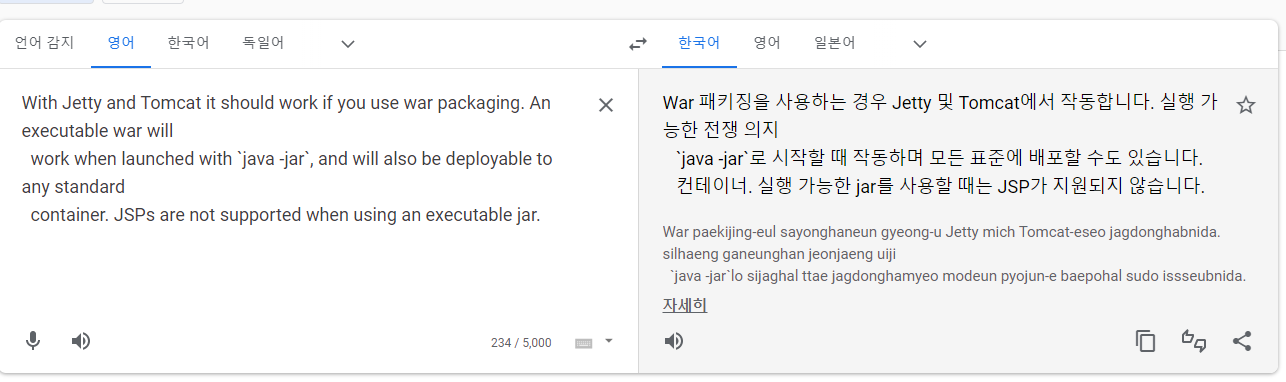 언어 감지 영어 한국어 독일어
한국어 영어 일본어
With Jetty and Tomcat it should work if you use war packaging. An
executable war will
work when launched with `java -jar`, and will also be deployable to
any standard
container. JSPs are not supported when using an executable jar.
234 / 5,000
War 패키징을 사용하는 경우 Jetty 및 Tomcat에서 작동합니다. 실행 가
능한 전쟁 의지
`java -jar`로 시작할 때 작동하며 모든 표준에 배포할 수도 있습니다.
컨테이너. 실행 가능한 jar를 사용할 때는 JSP가 지원되지 않습니다.
War paekijing-eul sayonghaneun gyeong-u Jetty mich Tomcat-eseo jagdonghabnida.
silhaeng ganeunghan jeonjaeng uiji
`java -jar`lo sijaghal ttae jagdonghamyeo modeun pyojun-e baepohal sudo issseubnida.
자세히